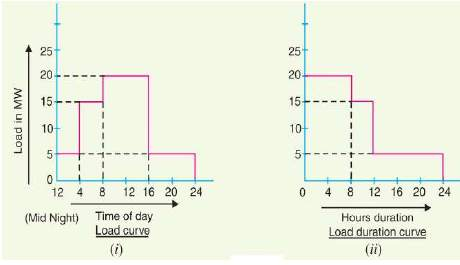 Load in MW
25
20
15
10
5
0
12 4 8 12 16 20 24
(Mid Night)
Time of day
Load curve
(i)
25
20
15
10
5
0 4 8 12 16 20 24
Hours duration
Load duration curve
(ii)